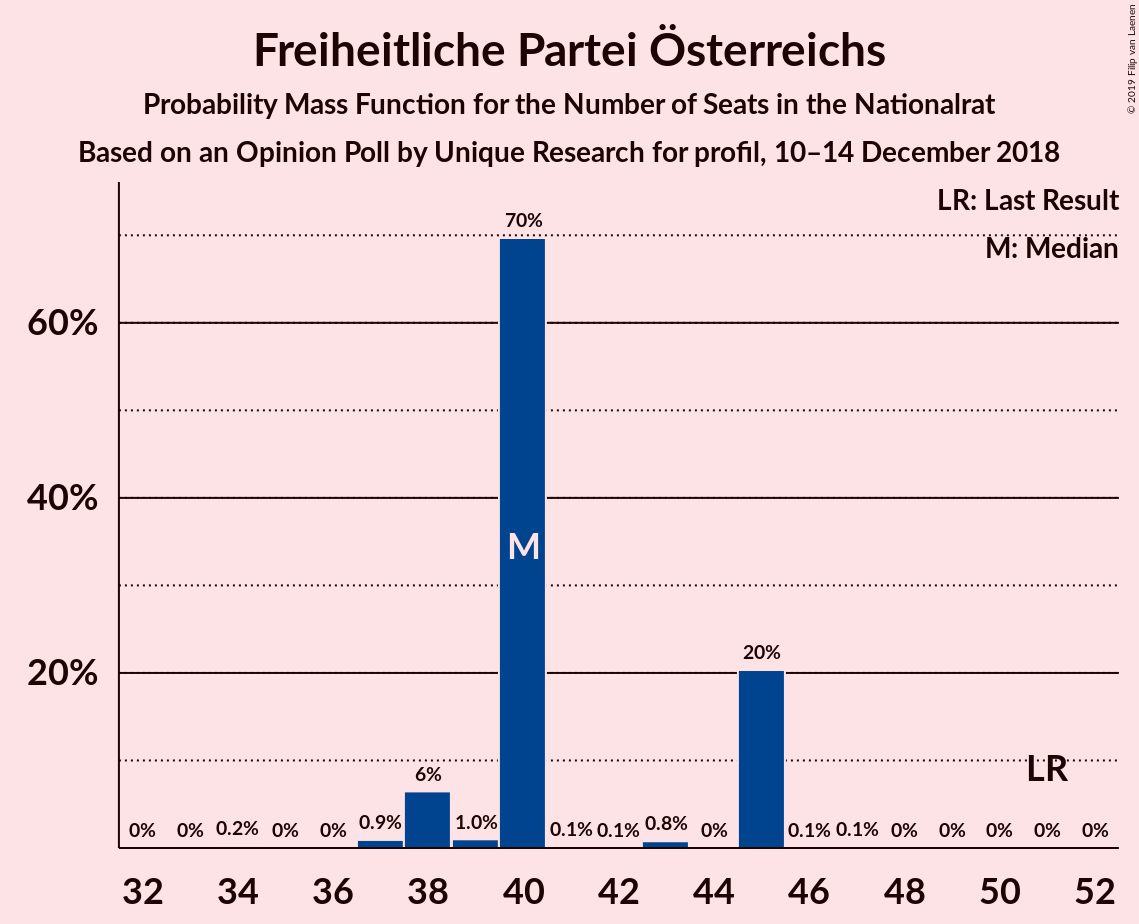 Freiheitliche Partei Österreichs
Probability Mass Function for the Number of Seats in the Nationalrat
Based on an Opinion Poll by Unique Research for profil, 10–14 December 2018
© 2019 Filip van Laenen
LR: Last Result
M: Median
60%
40%
20%
0% 0% 0.2% 0% 0% 0.9% 6% 1.0% 70% 0.1% 0.1% 0.8% 0% 20% 0.1% 0.1% 0% 0% 0% 0% 0%
M
LR
32 34 36 38 40 42 44 46 48 50 52